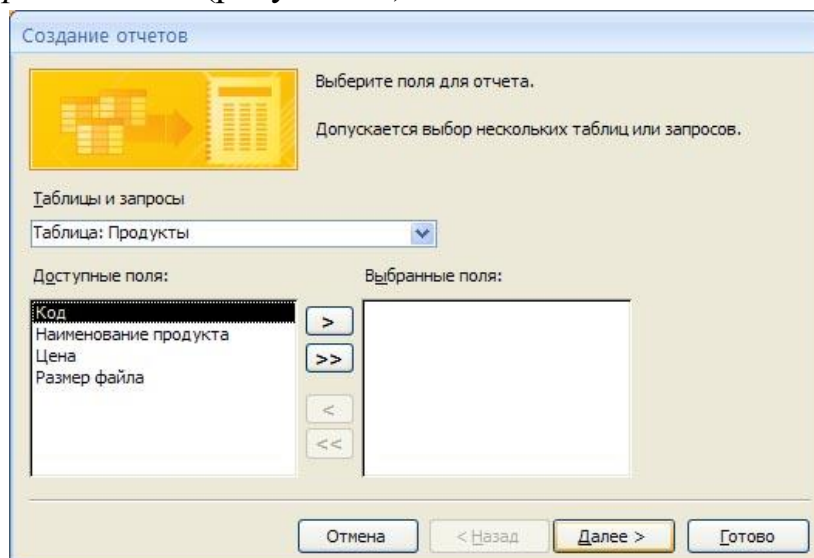 Создание отчетов
Выберите поля для отчета.
Допускается выбор нескольких таблиц или запросов.
Таблицы и запросы
Таблица: Продукты
Доступные поля:
Выбранные поля:
Код
Наименование продукта
Цена
Размер файла
>
>>
<
<<
Отмена
< Назад
Далее >
Готово